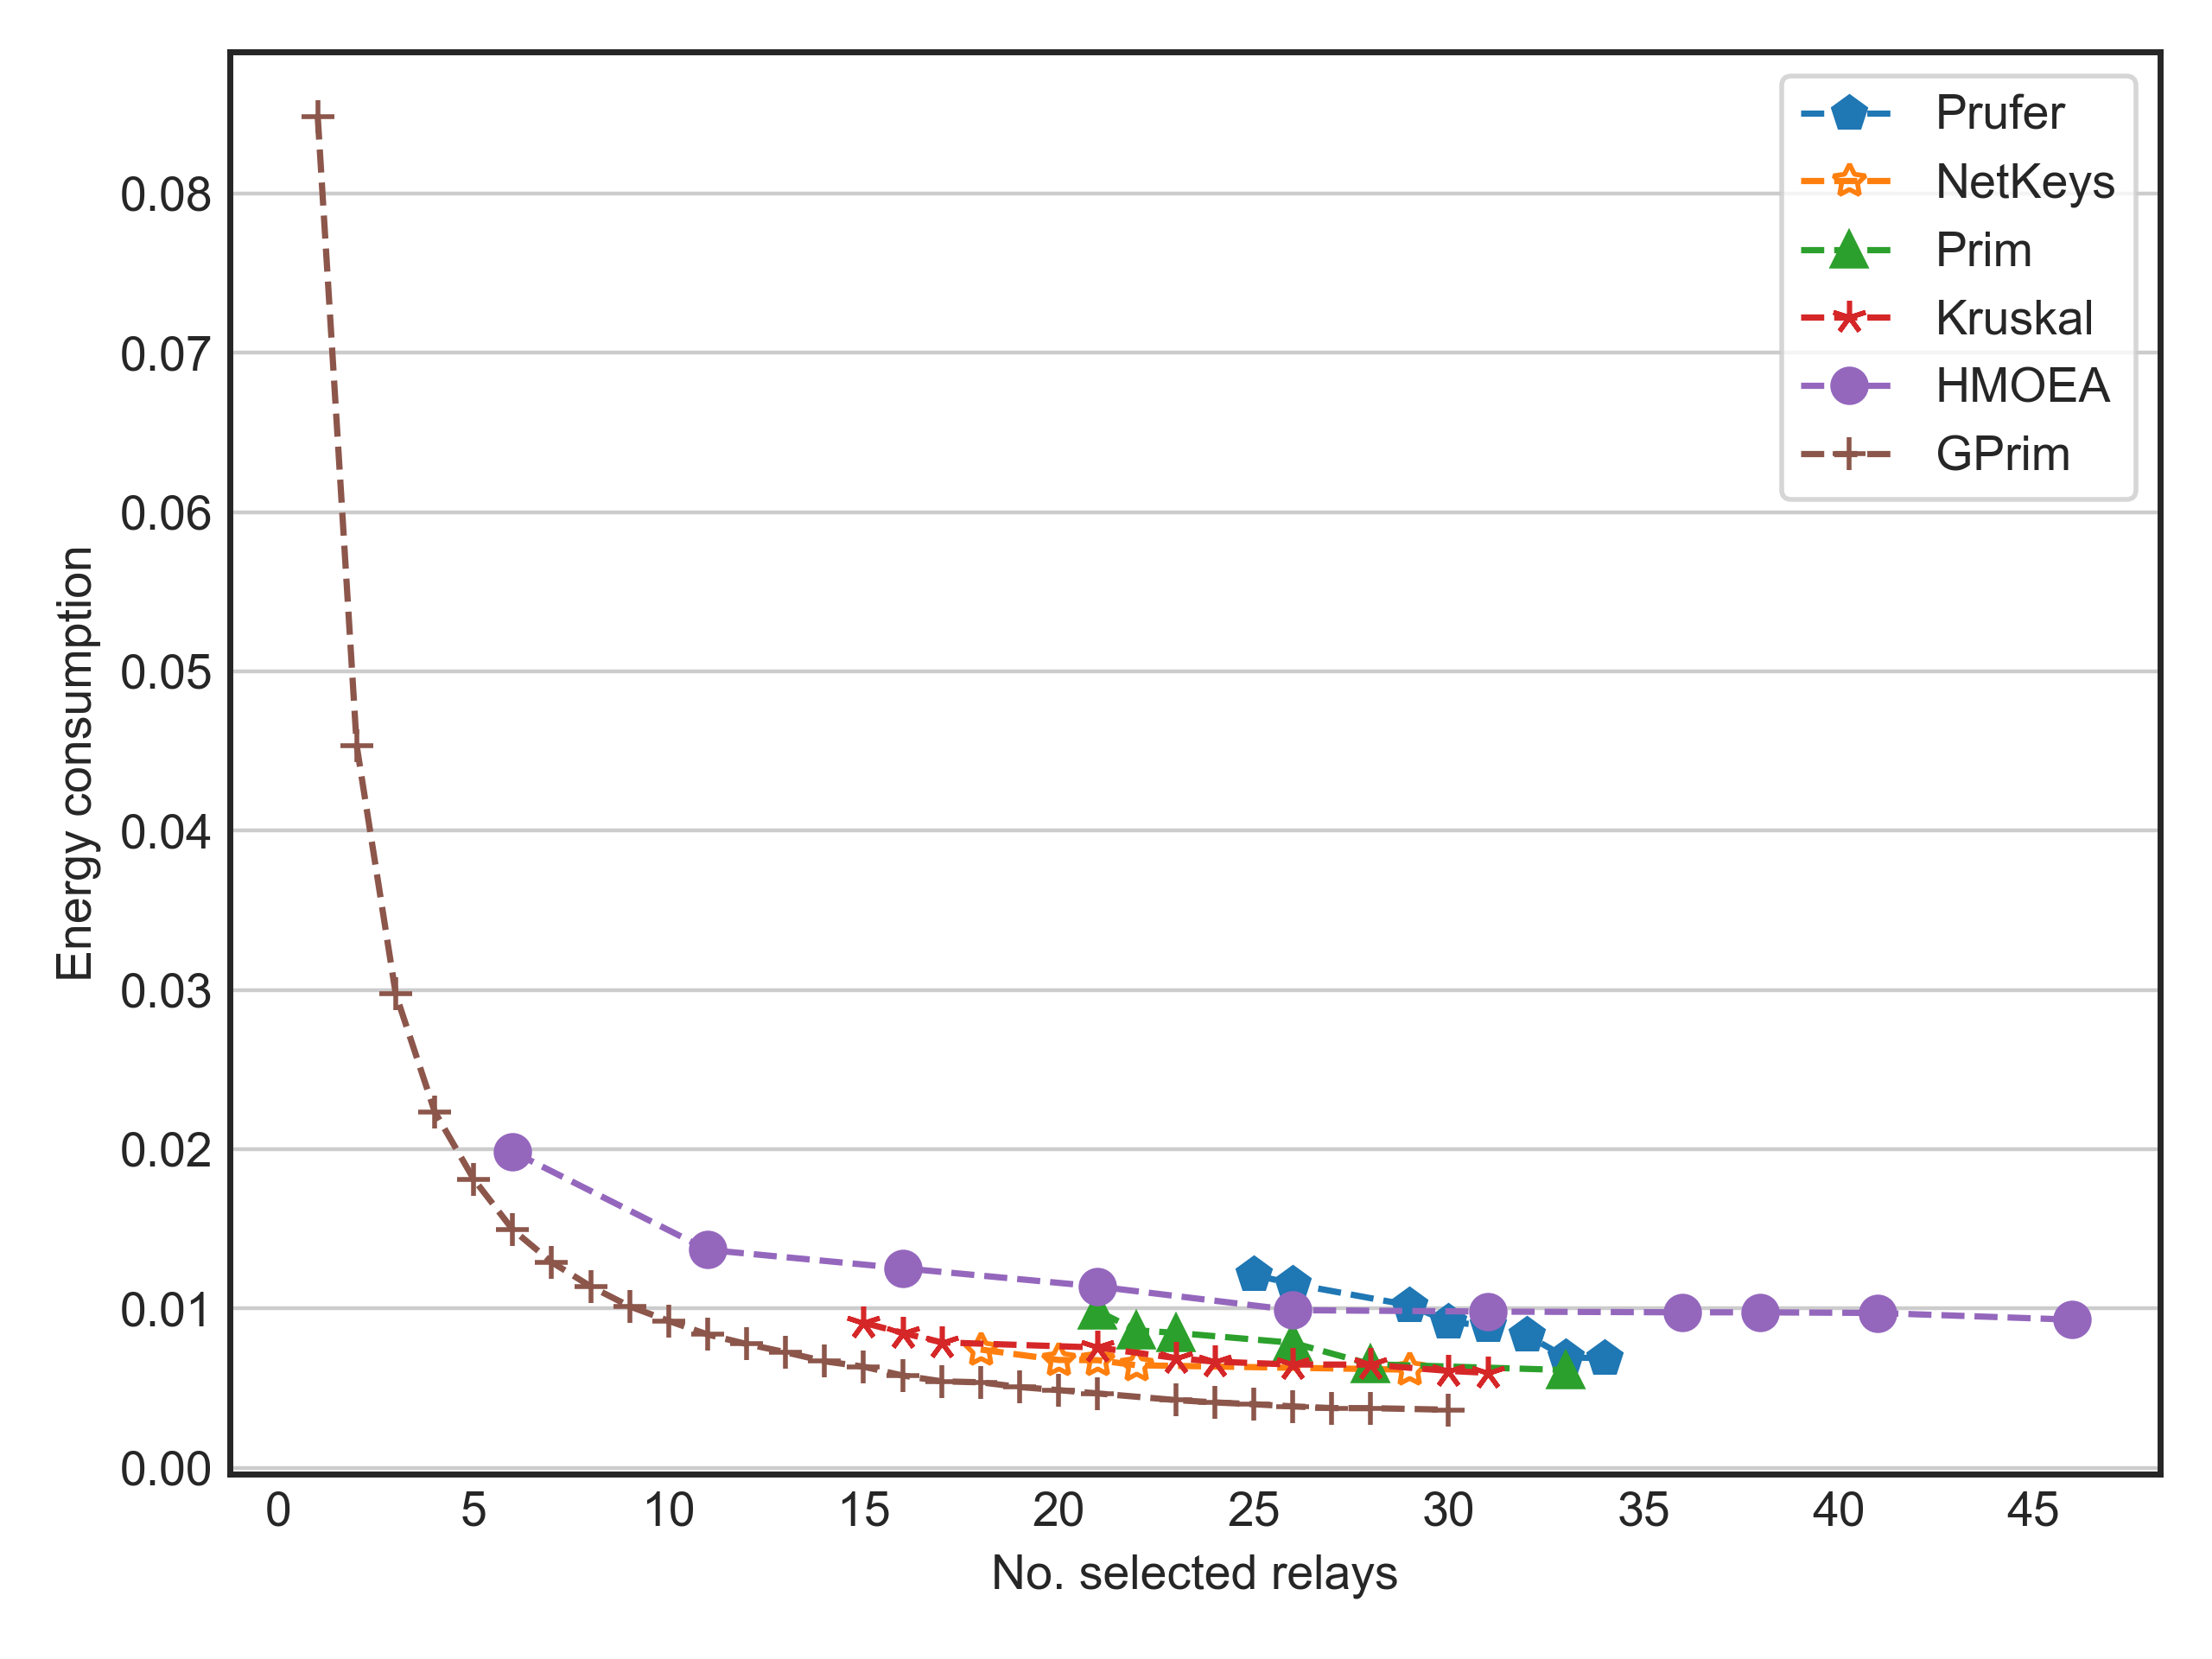 Prufer
NetKeys
Prim
Kruskal
HMOEA
GPrim
Energy consumption
0.08
0.07
0.06
0.05
0.04
0.03
0.02
0.01
0.00
0 5 10 15 20 25 30 35 40 45
No. selected relays